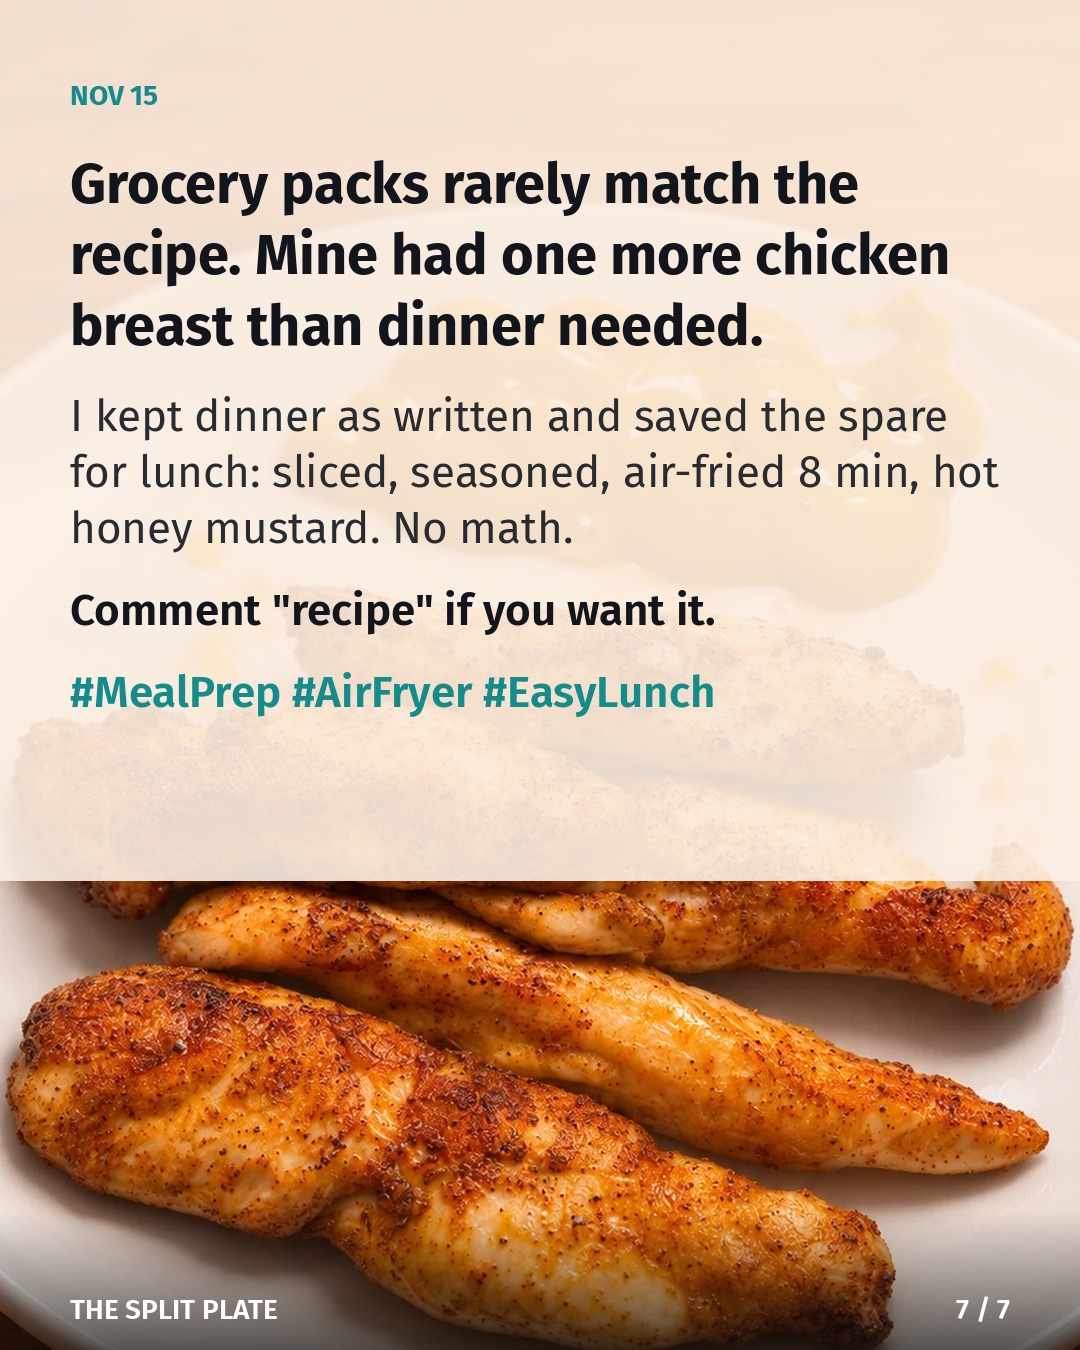 NOV 15
Grocery packs rarely match the
recipe. Mine had one more chicken
breast than dinner needed.
I kept dinner as written and saved the spare
for lunch: sliced, seasoned, air-fried 8 min, hot
honey mustard. No math.
Comment "recipe" if you want it.
#MealPrep #AirFryer #EasyLunch
THE SPLIT PLATE
7 / 7